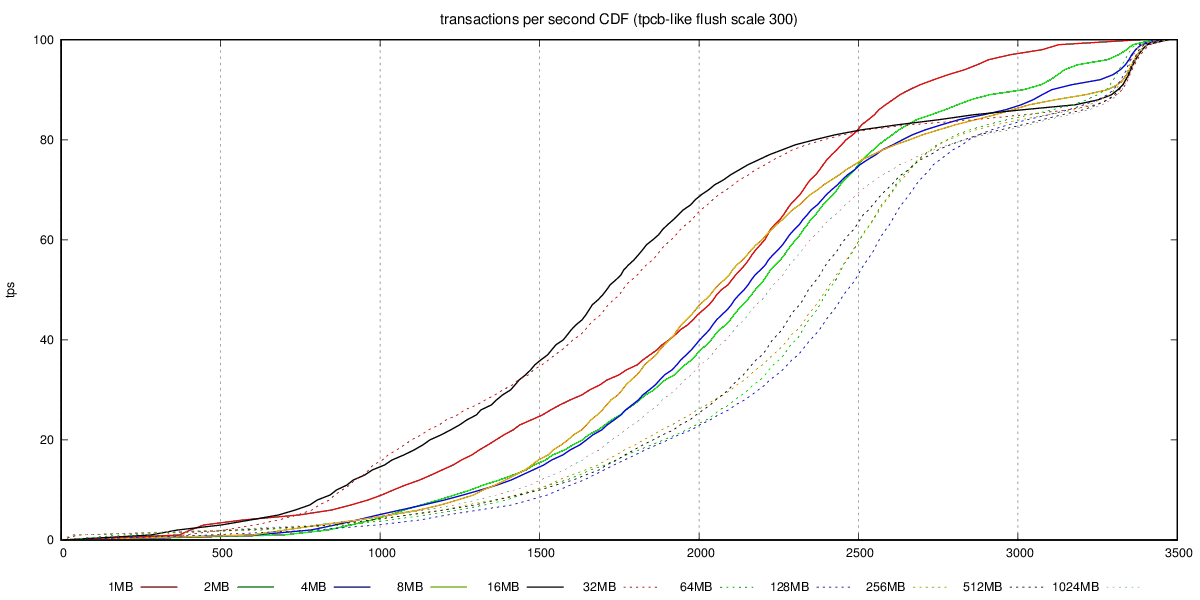 transactions per second CDF (tpcb-like flush scale 300)
100
80
60
40
20
0
tps
0 500 1000 1500 2000 2500 3000 3500
1MB 2MB 4MB 8MB 16MB 32MB 64MB 128MB 256MB 512MB 1024MB